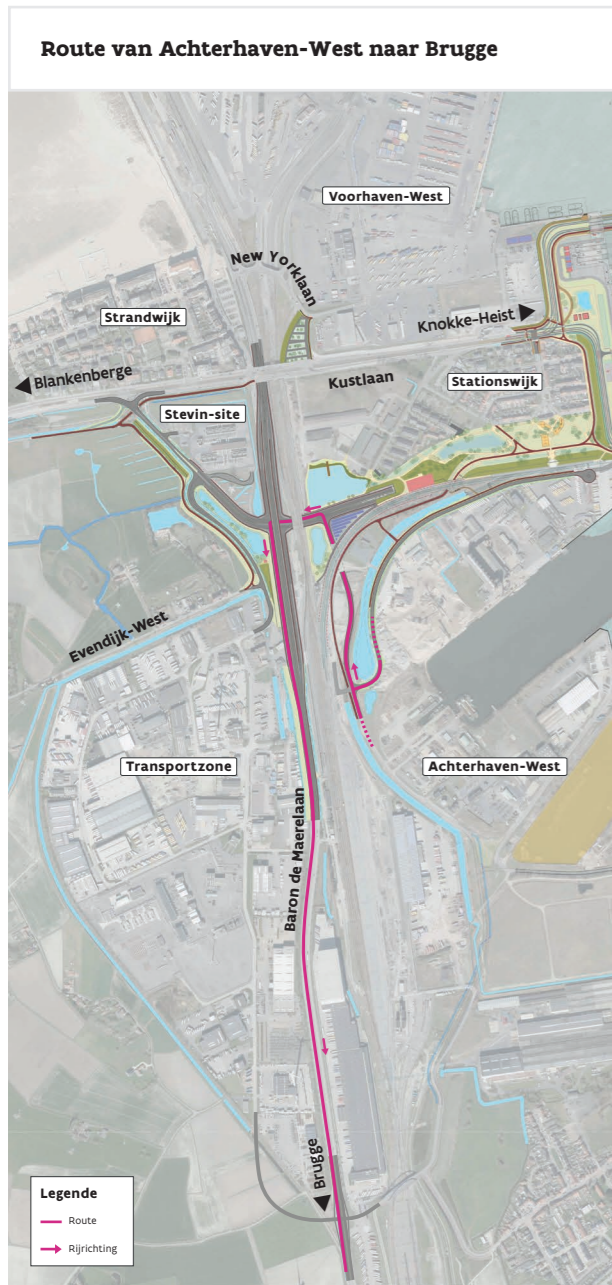 Route van Achterhaven-West naar Brugge
Voorhaven-West
New Yorklaan
Strandwijk
Knokke-Heist
Blankenberge
Kustlaan
Stationswijk
Stevin-site
Evendijk-West
Transportzone
Achterhaven-West
Baron de Maerelaan
Brugge
Legende
Route
Rijrichting